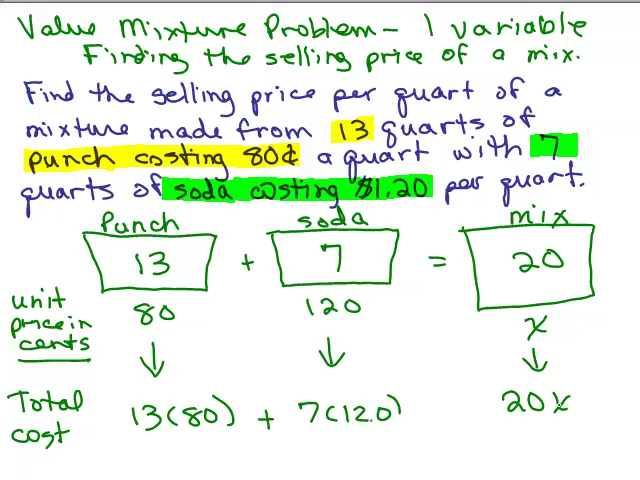 Value Mixture Problem - 1 variable
Finding the selling price of a mix.
Find the selling price per quart of a
mixture made from 13 quarts of
punch costing 80¢ a quart with 7
quarts of soda costing $1.20 per quart.
Punch soda mix
13 + 7 = 20
unit
price in
cents
80 120 x
↓ ↓ ↓
Total
cost
13(80) + 7(120) 20x